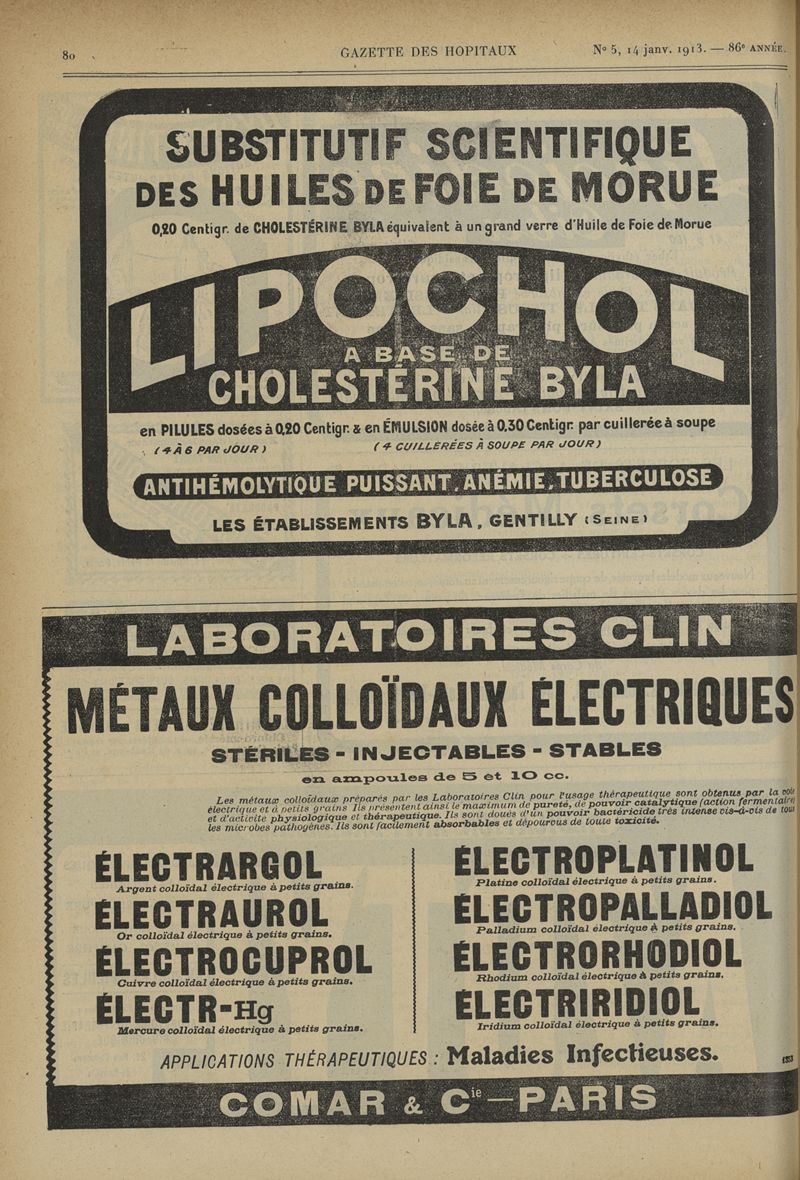 80
GAZETTE DES HOPITAUX
Nº 5, 14 janv. 1913. — 86e ANNÉE.
SUBSTITUTIF SCIENTIFIQUE
DES HUILES DE FOIE DE MORUE
0,20 Centigr. de CHOLESTÉRINE BYLA équivalent à un grand verre d'Huile de Foie de Morue
LIPOCHOL
A BASE DE
CHOLESTÉRINE BYLA
en PILULES dosées à 0,20 Centigr. & en ÉMULSION dosée à 0,30 Centigr. par cuillerée à soupe
(4 À 6 PAR JOUR) (4 CUILLERÉES À SOUPE PAR JOUR)
ANTIHÉMOLYTIQUE PUISSANT. ANÉMIE. TUBERCULOSE
LES ÉTABLISSEMENTS BYLA, GENTILLY (SEINE)
LABORATOIRES CLIN
MÉTAUX COLLOÏDAUX ÉLECTRIQUES
STÉRILES - INJECTABLES - STABLES
en ampoules de 5 et 10 cc.
Les métaux colloïdaux préparés par les Laboratoires Clin pour l'usage thérapeutique sont obtenus par la voie
électrique et à petits grains Ils présentent ainsi le maximum de pureté, de pouvoir catalytique (action fermentaire)
et d'activité physiologique et thérapeutique. Ils sont doués d'un pouvoir bactéricide très intense vis-à-vis de tous
les microbes pathogènes. Ils sont facilement absorbables et dépourvus de toute toxicité.
ÉLECTRARGOL
Argent colloïdal électrique à petits grains.
ÉLECTRAUROL
Or colloïdal électrique à petits grains.
ÉLECTROCUPROL
Cuivre colloïdal électrique à petits grains.
ÉLECTR-Hg
Mercure colloïdal électrique à petits grains.
ÉLECTROPLATINOL
Platine colloïdal électrique à petits grains.
ÉLECTROPALLADIOL
Palladium colloïdal électrique à petits grains.
ÉLECTRORHODIOL
Rhodium colloïdal électrique à petits grains.
ÉLECTRIRIDIOL
Iridium colloïdal électrique à petits grains.
APPLICATIONS THÉRAPEUTIQUES : Maladies Infectieuses.
COMAR & Cie — PARIS